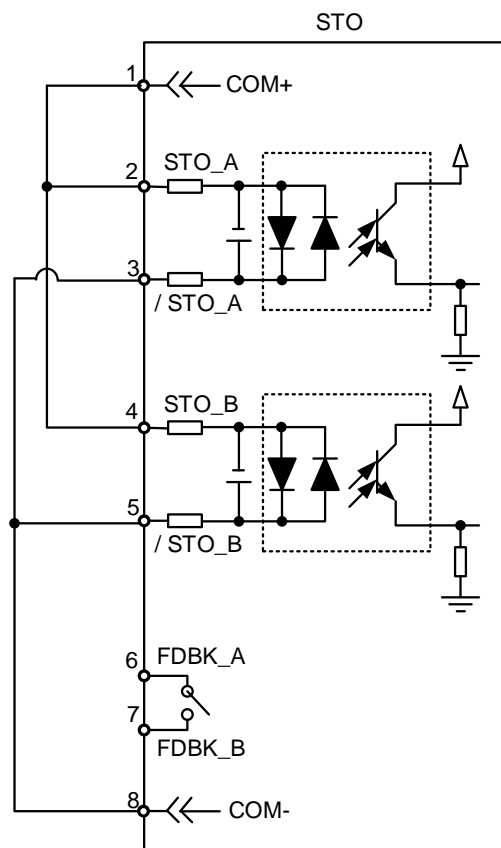 STO
1 COM+
2 STO_A
3
/ STO_A
4 STO_B
5
/ STO_B
6 FDBK_A
7
FDBK_B
8 COM-